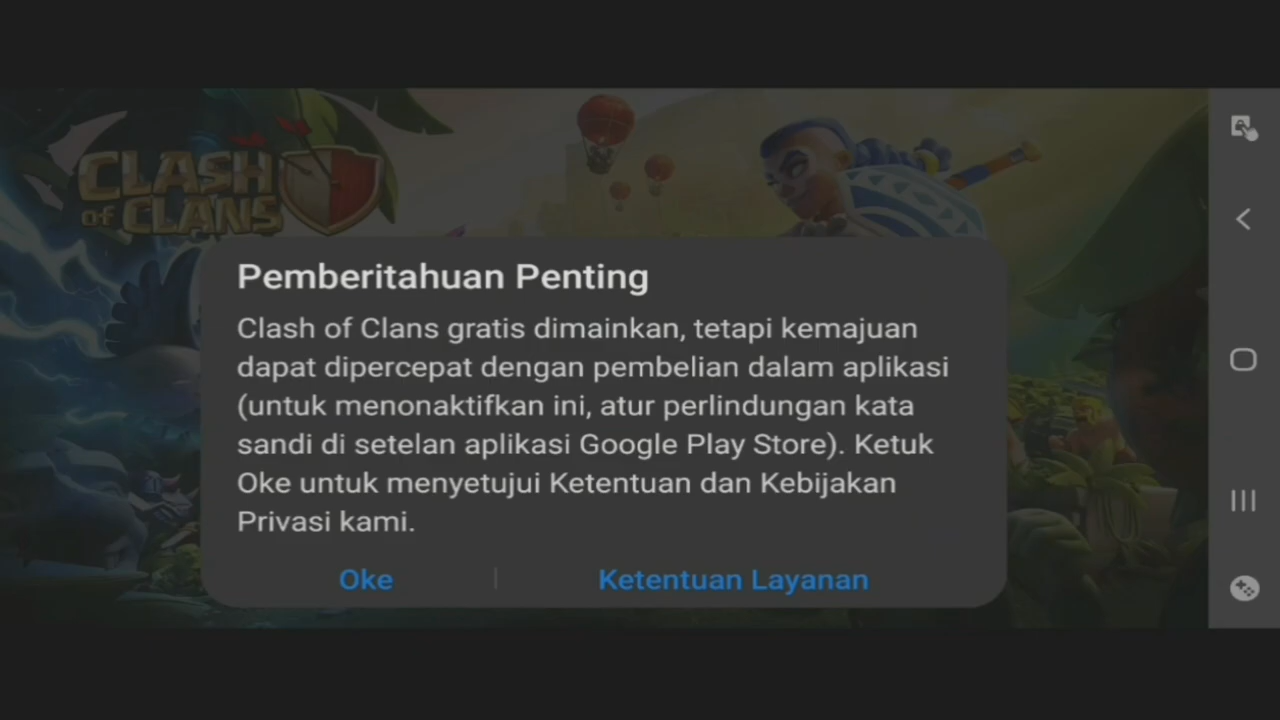 CLASH
of CLANS
Pemberitahuan Penting
Clash of Clans gratis dimainkan, tetapi kemajuan
dapat dipercepat dengan pembelian dalam aplikasi
(untuk menonaktifkan ini, atur perlindungan kata
sandi di setelan aplikasi Google Play Store). Ketuk
Oke untuk menyetujui Ketentuan dan Kebijakan
Privasi kami.
Oke
Ketentuan Layanan